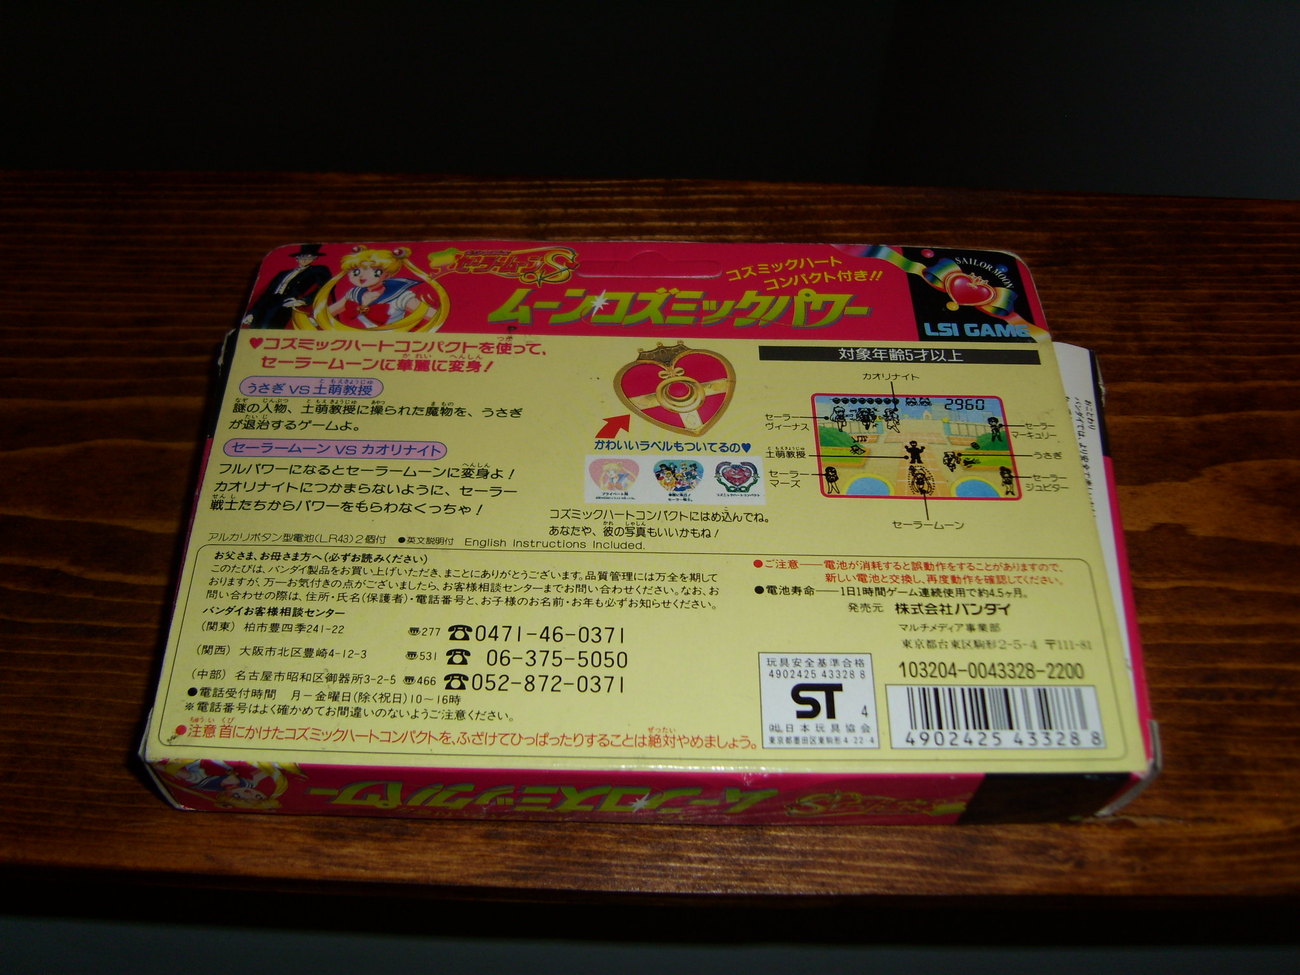 コズミックハート
コンパクト付き!!
ムーン・コズミックパワー
SAILOR MOON
LSI GAME
♥コズミックハートコンパクトを使って、
セーラームーンに華麗に変身!
うさぎ VS 土萠教授
謎の人物、土萠教授に操られた魔物を、うさぎ
が退治するゲームよ。
セーラームーン VS カオリナイト
フルパワーになるとセーラームーンに変身よ!
カオリナイトにつかまらないように、セーラー
戦士たちからパワーをもらわなくっちゃ!
アルカリボタン型電池(LR43)2個付 ●英文説明付 English instructions included.
かわいいラベルもついてるの♥
コズミックハートコンパクトにはめ込んでね。
あなたや、彼の写真もいいかもね!
対象年齢5才以上
カオリナイト
2960
セーラー
ヴィーナス
土萠教授
セーラー
マーズ
セーラー
マーキュリー
うさぎ
セーラー
ジュピター
セーラームーン
お父さま、お母さま方へ(必ずお読みください)
このたびは、バンダイ製品をお買い上げいただき、まことにありがとうございます。品質管理には万全を期して
おりますが、万一お気付きの点がございましたら、お客様相談センターまでお問い合わせください。なお、お
問い合わせの際は、住所・氏名(保護者)・電話番号と、お子様のお名前・お年も必ずお知らせください。
バンダイお客様相談センター
(関東) 柏市豊四季241-22 〠277 ☎0471-46-0371
(関西) 大阪市北区豊崎4-12-3 〠531 ☎ 06-375-5050
(中部) 名古屋市昭和区御器所3-2-5 〠466 ☎052-872-0371
●電話受付時間 月ー金曜日(除く祝日)10~16時
※電話番号はよく確かめてお間違いのないようご注意ください。
●注意 首にかけたコズミックハートコンパクトを、ふざけてひっぱったりすることは絶対やめましょう。
●ご注意——電池が消耗すると誤動作をすることがありますので、
新しい電池と交換し、再度動作を確認してください。
●電池寿命——1日1時間ゲーム連続使用で約4.5ヶ月。
発売元 株式会社バンダイ
マルチメディア事業部
東京都台東区駒形2-5-4 〒111-81
103204-0043328-2200
玩具安全基準合格
4902425 43328 8
ST 4
(社)日本玩具協会
東京都墨田区東駒形4-22-4
4902425 43328 8
ムーン・コズミックパワー